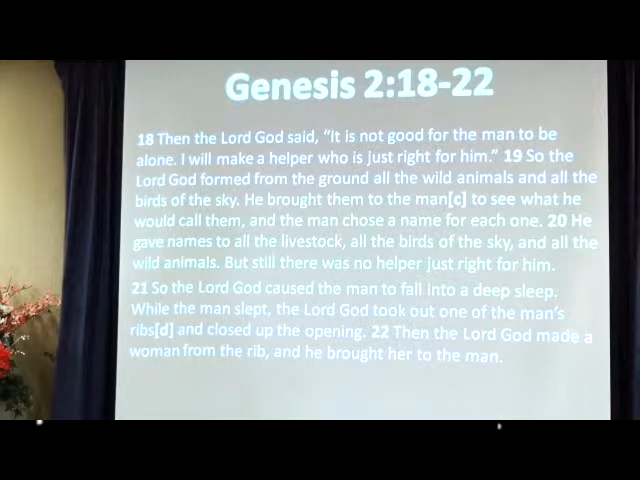 Genesis 2:18-22
18 Then the Lord God said, “It is not good for the man to be
alone. I will make a helper who is just right for him.” 19 So the
Lord God formed from the ground all the wild animals and all the
birds of the sky. He brought them to the man[c] to see what he
would call them, and the man chose a name for each one. 20 He
gave names to all the livestock, all the birds of the sky, and all the
wild animals. But still there was no helper just right for him.
21 So the Lord God caused the man to fall into a deep sleep.
While the man slept, the Lord God took out one of the man’s
ribs[d] and closed up the opening. 22 Then the Lord God made a
woman from the rib, and he brought her to the man.